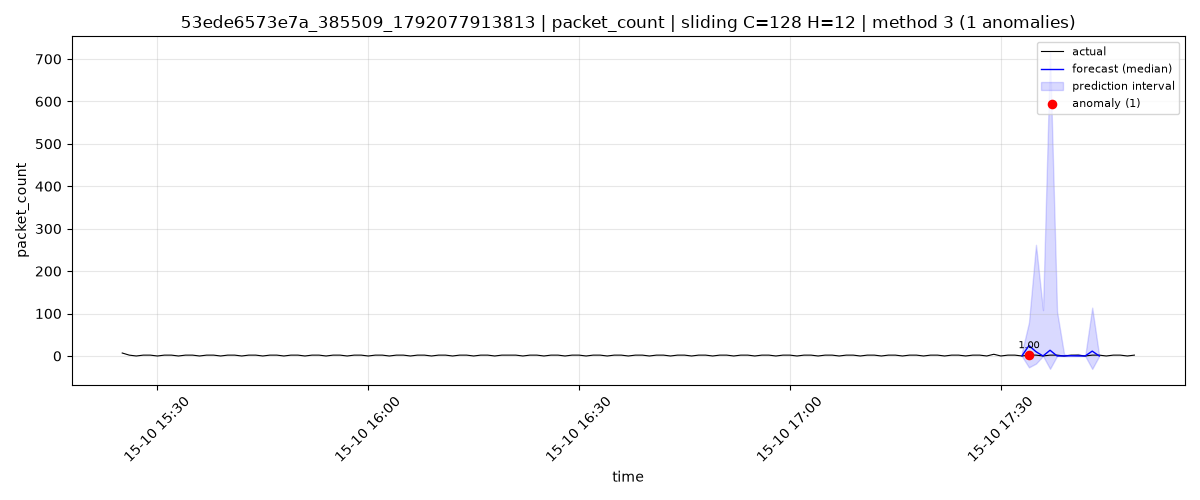 53ede6573e7a_385509_1792077913813 | packet_count | sliding C=128 H=12 | method 3 (1 anomalies)
packet_count
700
600
500
400
300
200
100
0
actual
forecast (median)
prediction interval
anomaly (1)
1.00
15-10 15:30
15-10 16:00
15-10 16:30
15-10 17:00
15-10 17:30
time